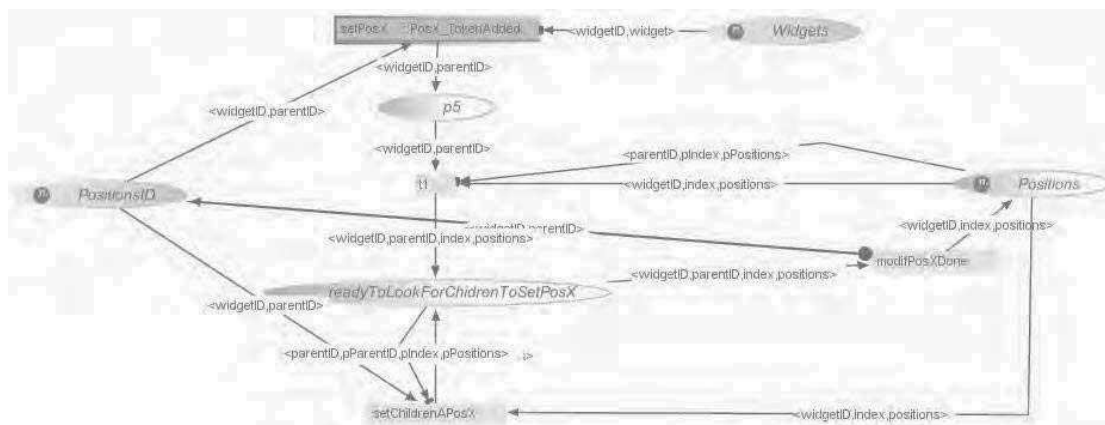 setPosX : PosX_TokenAdded
<widgetID,widget>
Widgets
<widgetID,parentID>
<widgetID,parentID>
p5
<widgetID,parentID>
<parentID,pIndex,pPositions>
t1
<widgetID,index,positions>
PositionsID
Positions
<widgetID,parentID>
<widgetID,index,positions>
<widgetID,parentID,index,positions>
modifPosXDone
<widgetID,parentID,index,positions>
readyToLookForChidrenToSetPosX
<widgetID,parentID>
<parentID,pParentID,pIndex,pPositions>
setChildrenAPosX
<widgetID,index,positions>